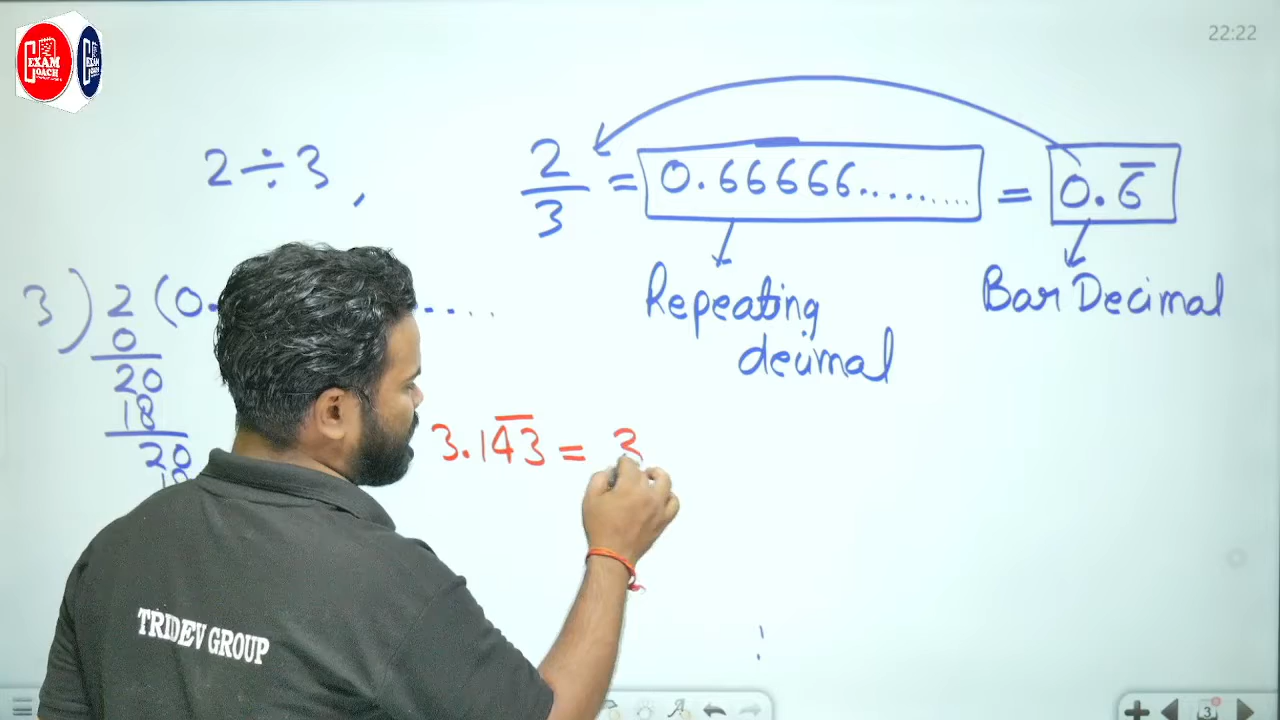 22:22
EXAM
COACH
2 ÷ 3 ,
2/3 = 0.66666......... = 0.6̅
3 ) 2 ( 0.
0
20
18
20
Repeating
decimal
Bar Decimal
3.14̅3 = 3
TRIDEV GROUP
3